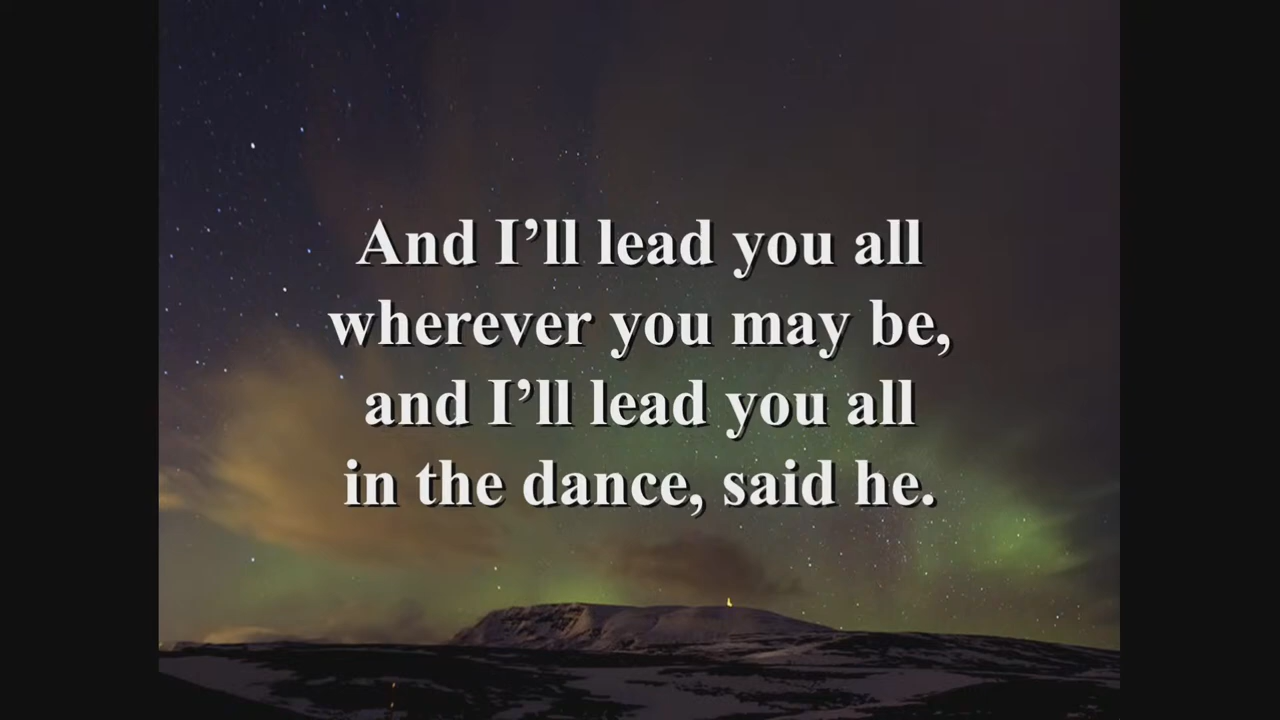 And I’ll lead you all
wherever you may be,
and I’ll lead you all
in the dance, said he.